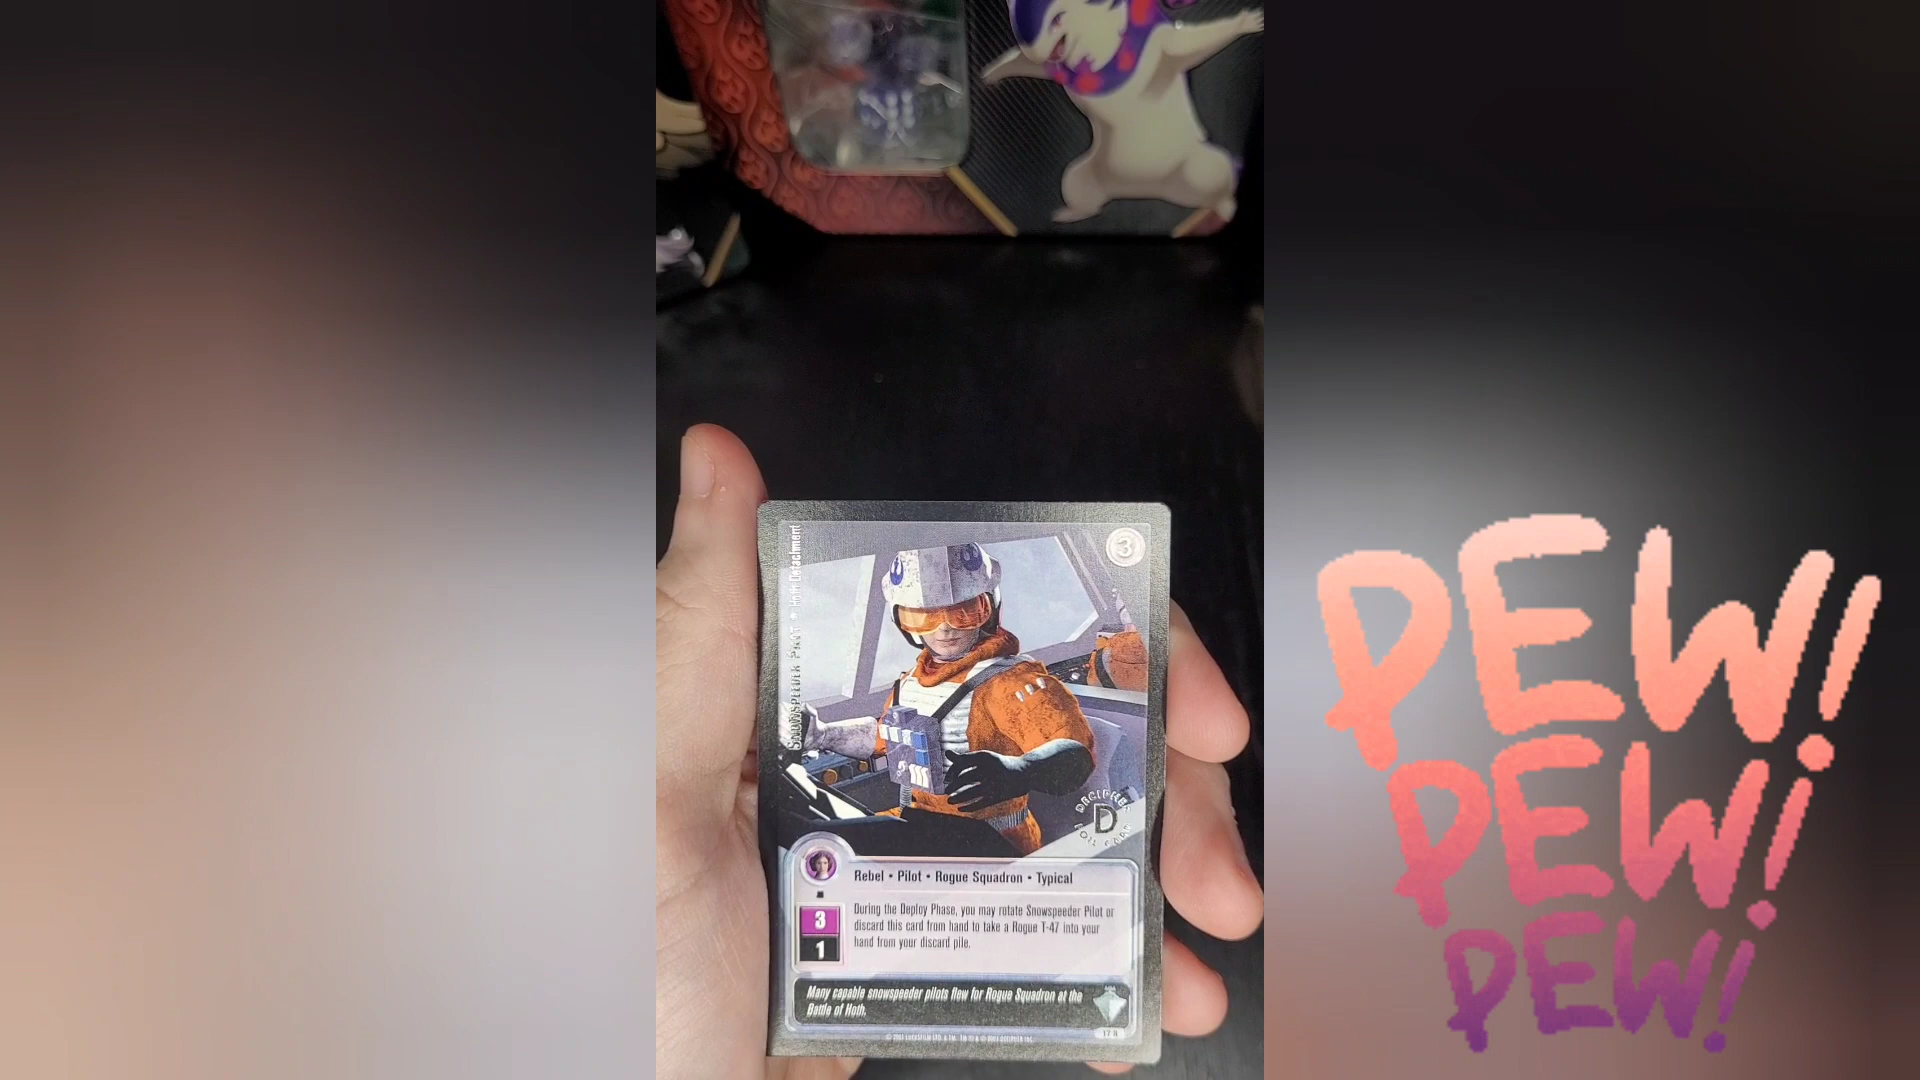 3
Snowspeeder Pilot • Hoth Detachment
DECIPHER
D
FOIL CARD
Rebel • Pilot • Rogue Squadron • Typical
3
1
During the Deploy Phase, you may rotate Snowspeeder Pilot or
discard this card from hand to take a Rogue T-47 into your
hand from your discard pile.
Many capable snowspeeder pilots flew for Rogue Squadron at the
Battle of Hoth.
PEW!
PEW!
PEW!